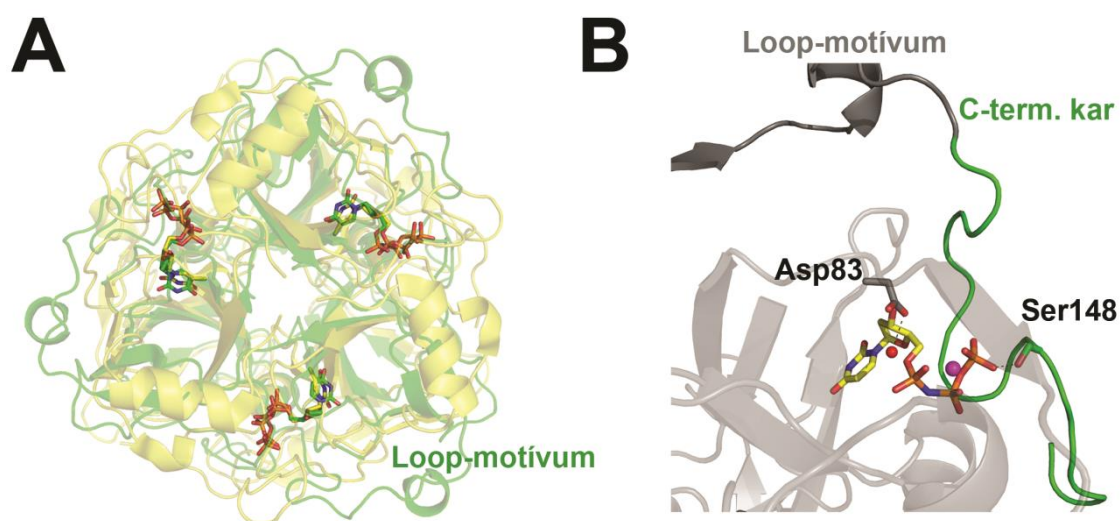 A
Loop-motívum
B
Loop-motívum
C-term. kar
Asp83
Ser148